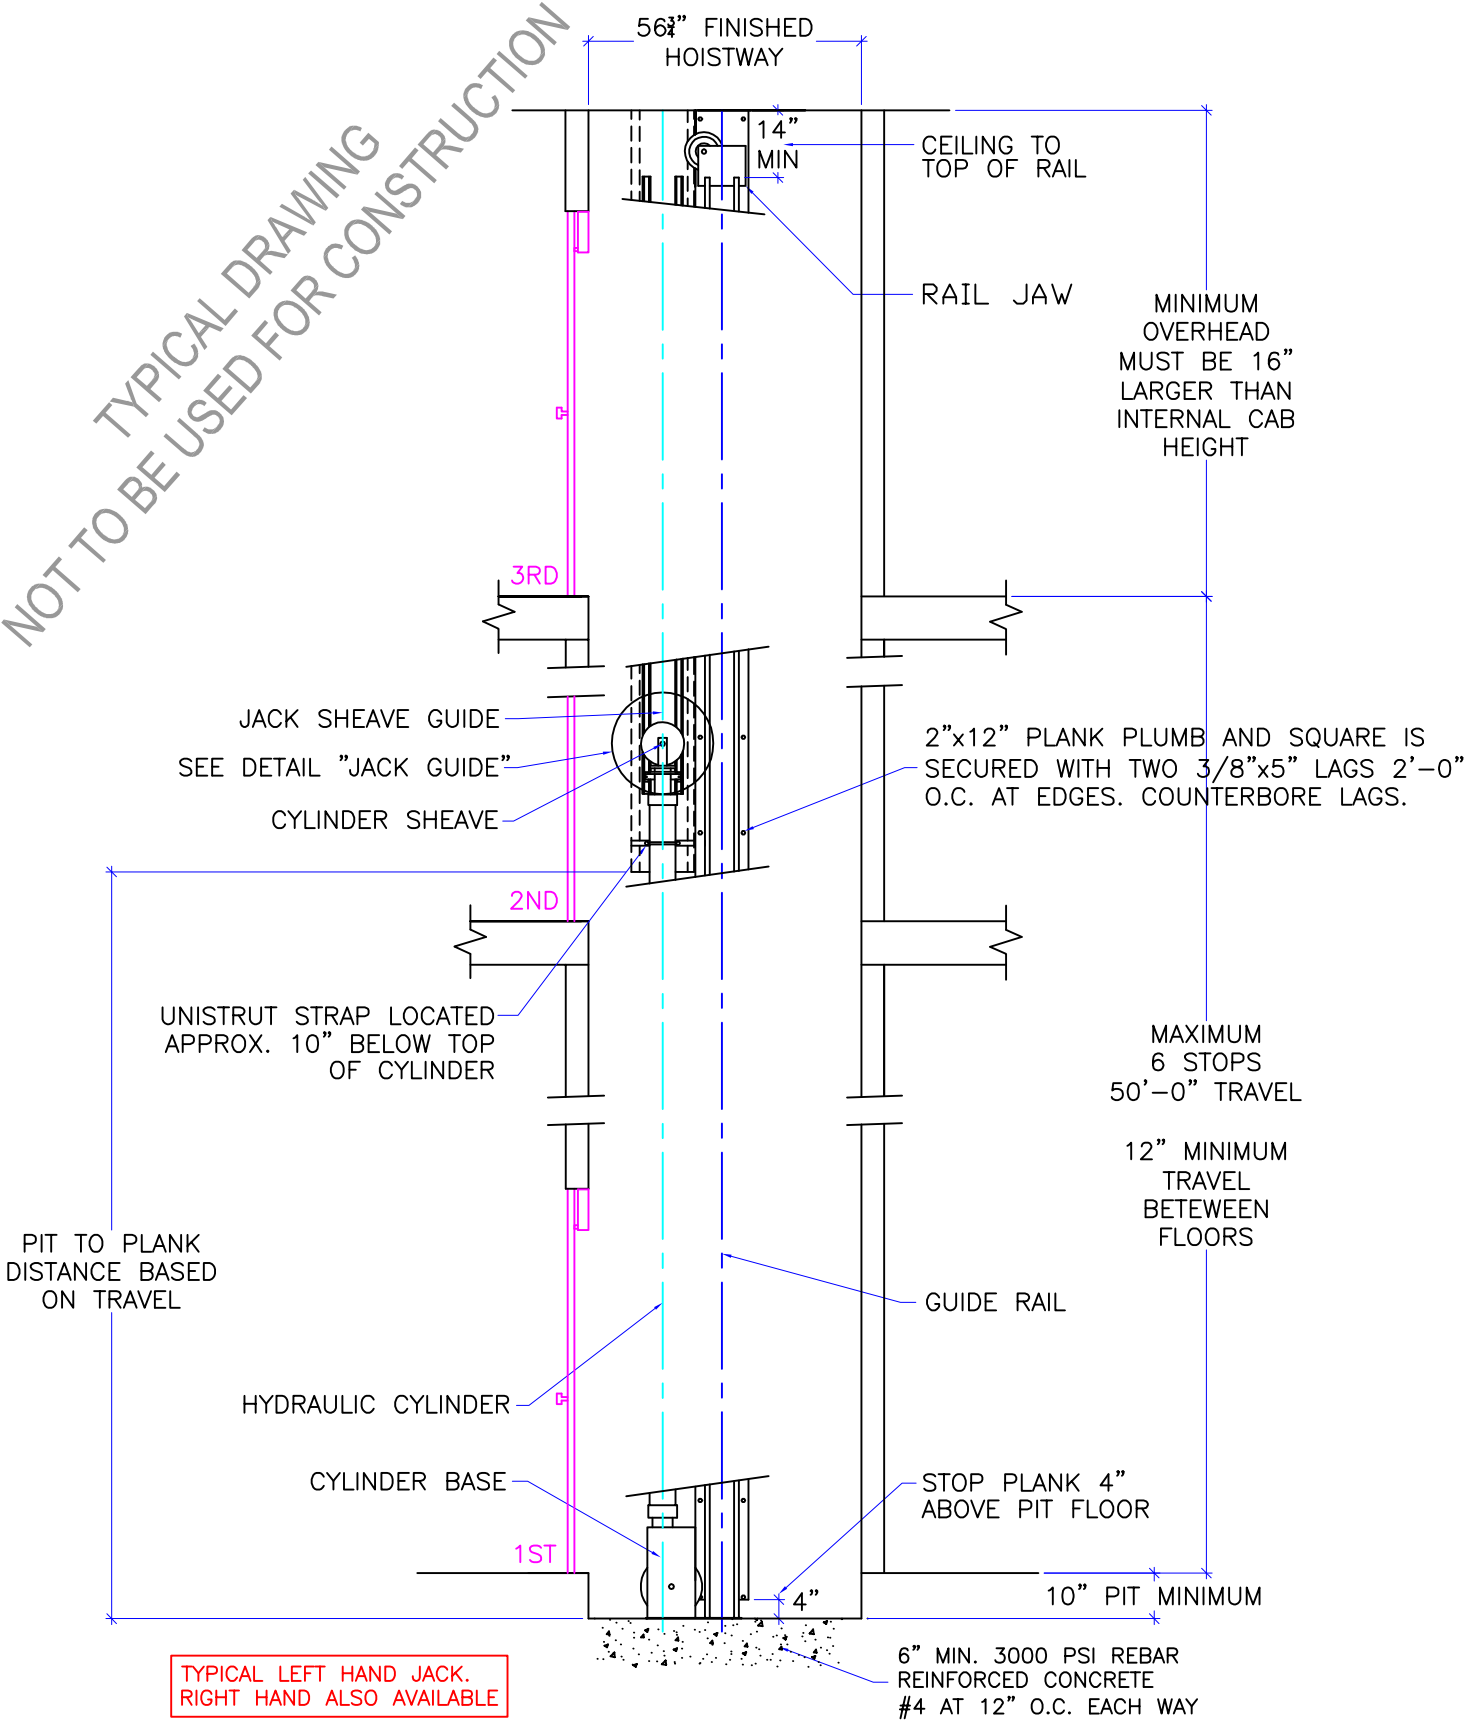 56¾” FINISHED
HOISTWAY
TYPICAL DRAWING
NOT TO BE USED FOR CONSTRUCTION
14”
MIN
CEILING TO
TOP OF RAIL
RAIL JAW
MINIMUM
OVERHEAD
MUST BE 16”
LARGER THAN
INTERNAL CAB
HEIGHT
3RD
JACK SHEAVE GUIDE
SEE DETAIL ”JACK GUIDE”
CYLINDER SHEAVE
2”x12” PLANK PLUMB AND SQUARE IS
SECURED WITH TWO 3/8”x5” LAGS 2’-0”
O.C. AT EDGES. COUNTERBORE LAGS.
2ND
UNISTRUT STRAP LOCATED
APPROX. 10” BELOW TOP
OF CYLINDER
MAXIMUM
6 STOPS
50’-0” TRAVEL
12” MINIMUM
TRAVEL
BETEWEEN
FLOORS
PIT TO PLANK
DISTANCE BASED
ON TRAVEL
GUIDE RAIL
HYDRAULIC CYLINDER
CYLINDER BASE
STOP PLANK 4”
ABOVE PIT FLOOR
1ST
4”
10” PIT MINIMUM
6” MIN. 3000 PSI REBAR
REINFORCED CONCRETE
#4 AT 12” O.C. EACH WAY
TYPICAL LEFT HAND JACK.
RIGHT HAND ALSO AVAILABLE